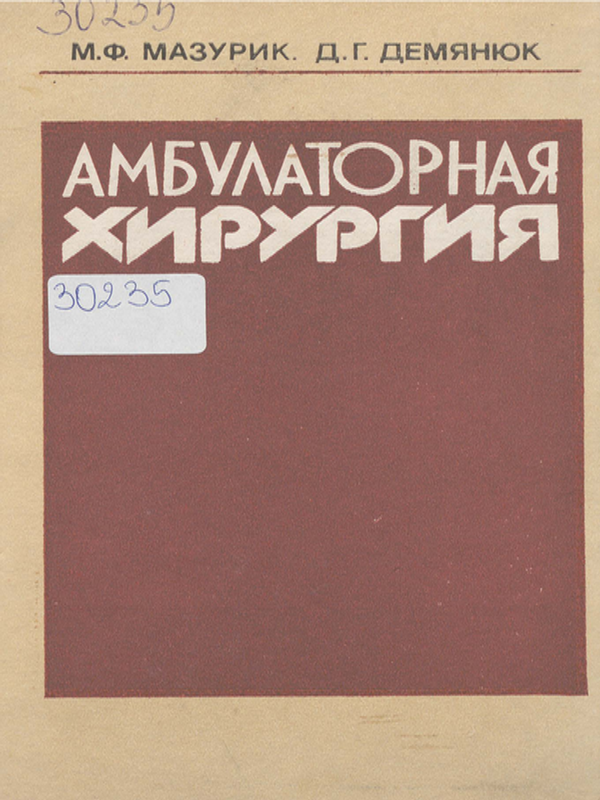 30235
М.Ф. МАЗУРИК. Д.Г. ДЕМЯНЮК
АМБУЛАТОРНАЯ
ХИРУРГИЯ
30235